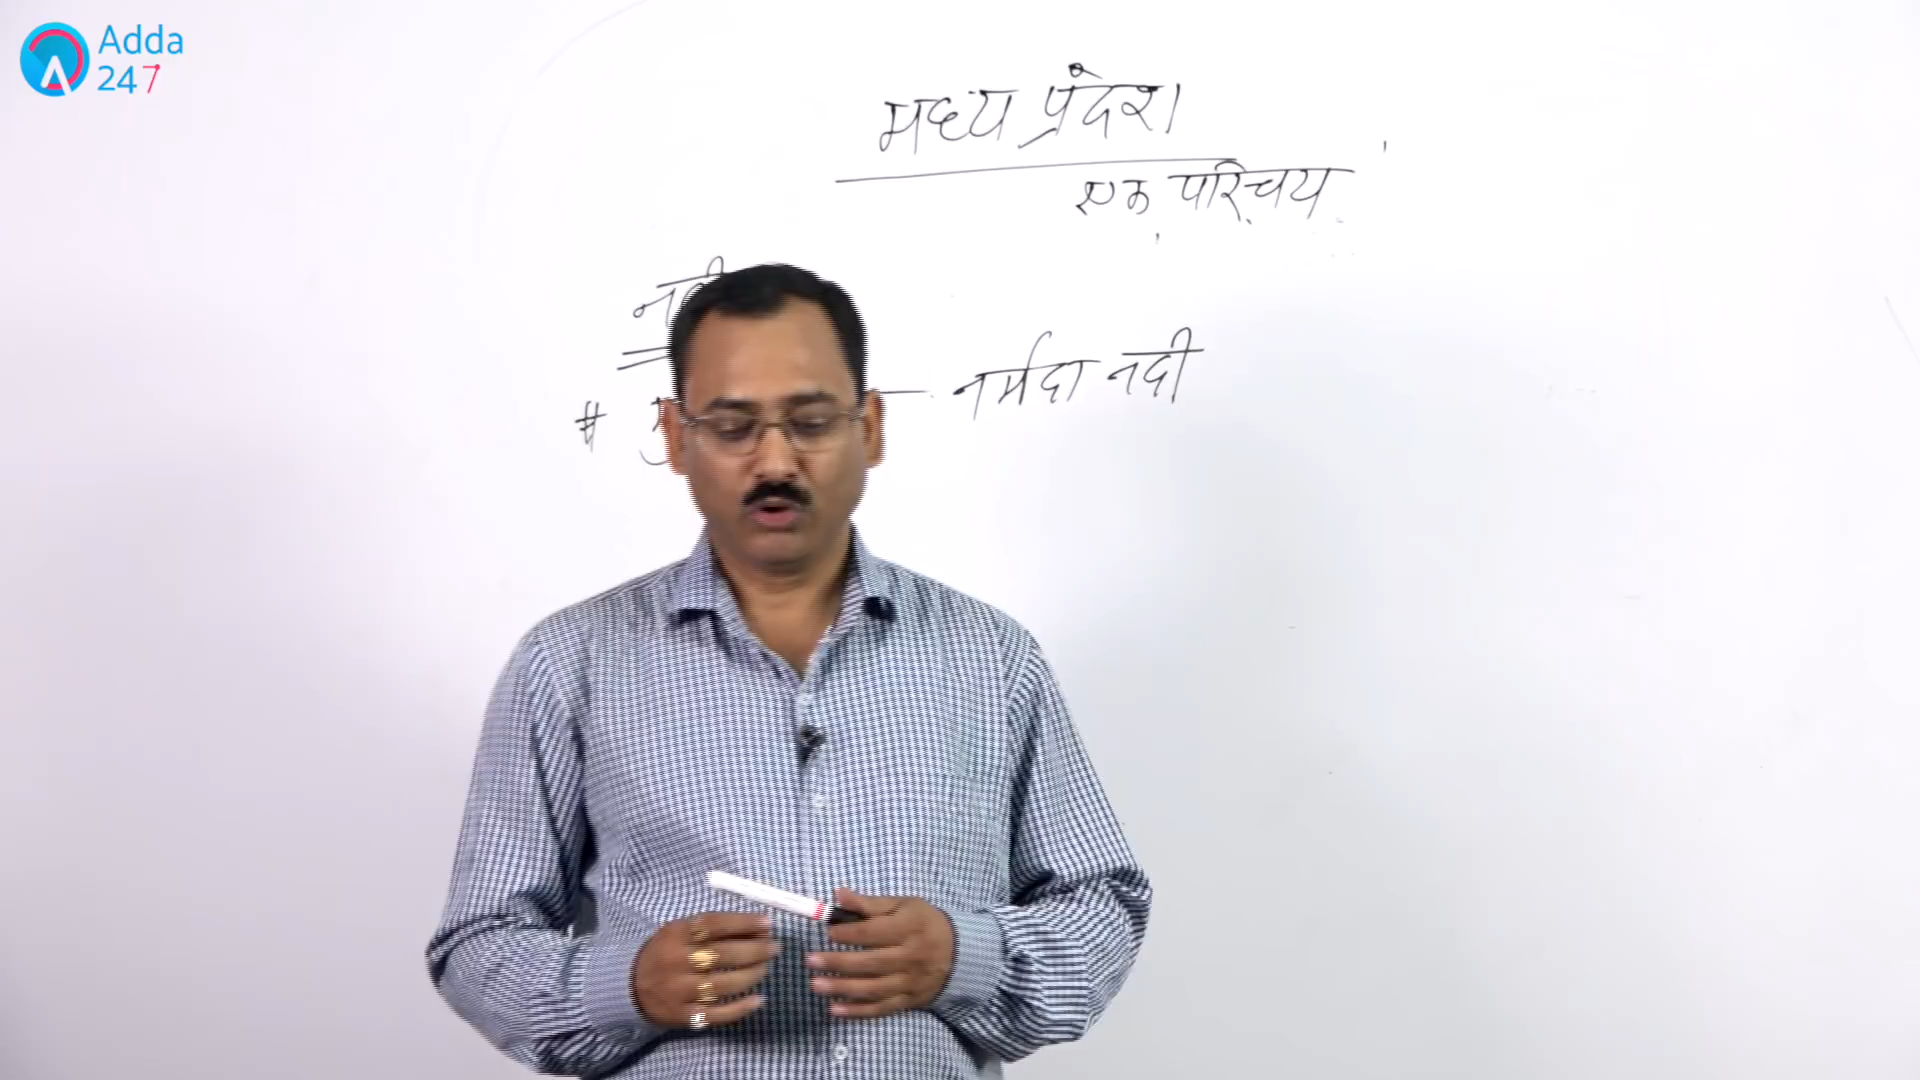 Adda
247
मध्य प्रदेश
एक परिचय
#
नर्मदा नदी